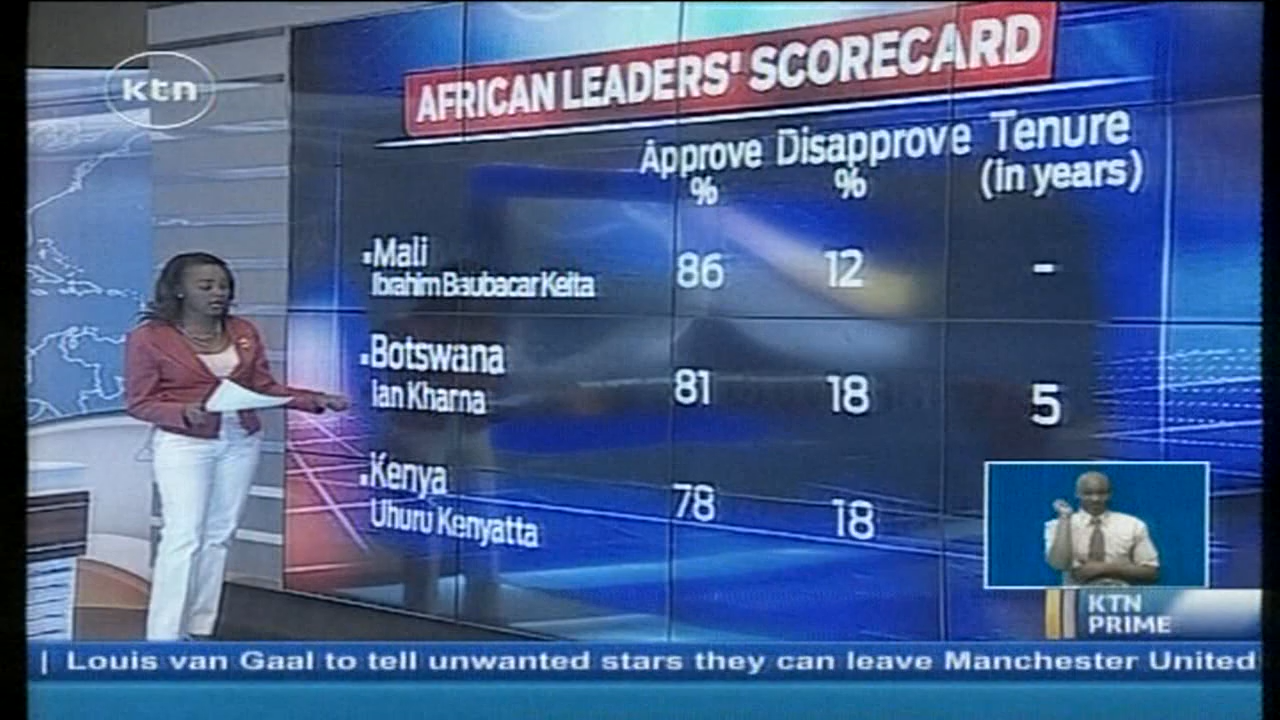 ktn
AFRICAN LEADERS' SCORECARD
Approve Disapprove Tenure
% % (in years)
▪Mali
Ibrahim Baubacar Keita 86 12 -
▪Botswana
Ian Khama 81 18 5
▪Kenya
Uhuru Kenyatta 78 18
KTN
PRIME
| Louis van Gaal to tell unwanted stars they can leave Manchester United